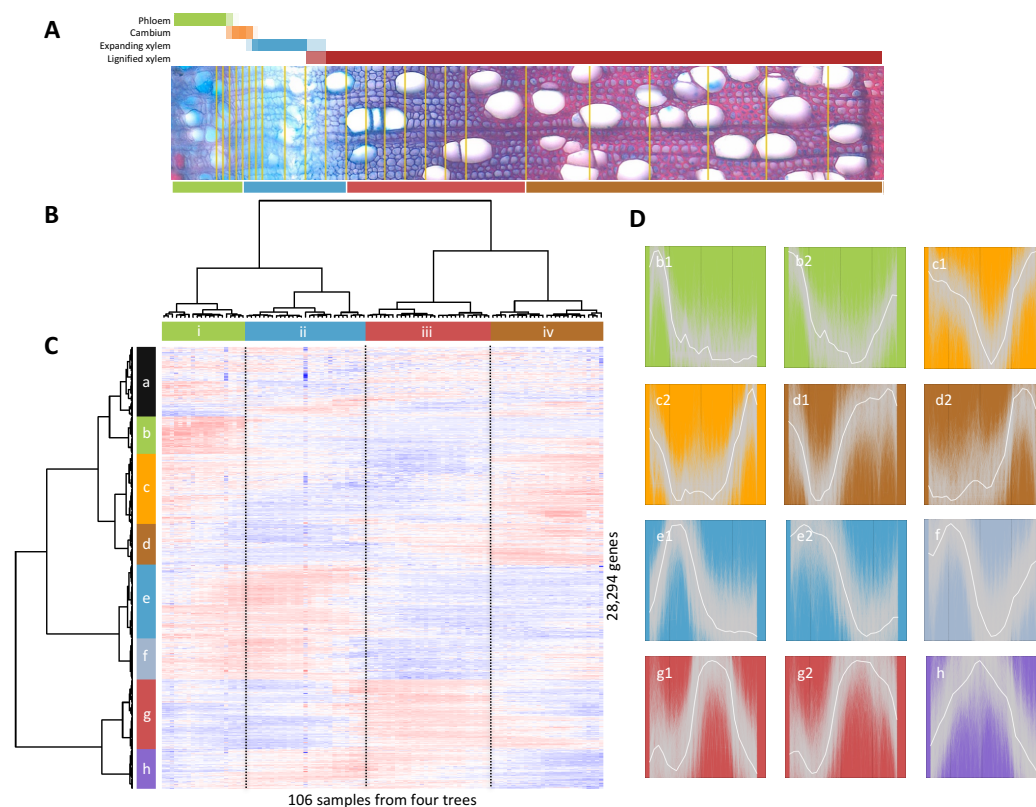 A
Phloem
Cambium
Expanding xylem
Lignified xylem
B
i ii iii iv
C
a
b
c
d
e
f
g
h
28,294 genes
106 samples from four trees
D
b1 b2 c1
c2 d1 d2
e1 e2 f
g1 g2 h